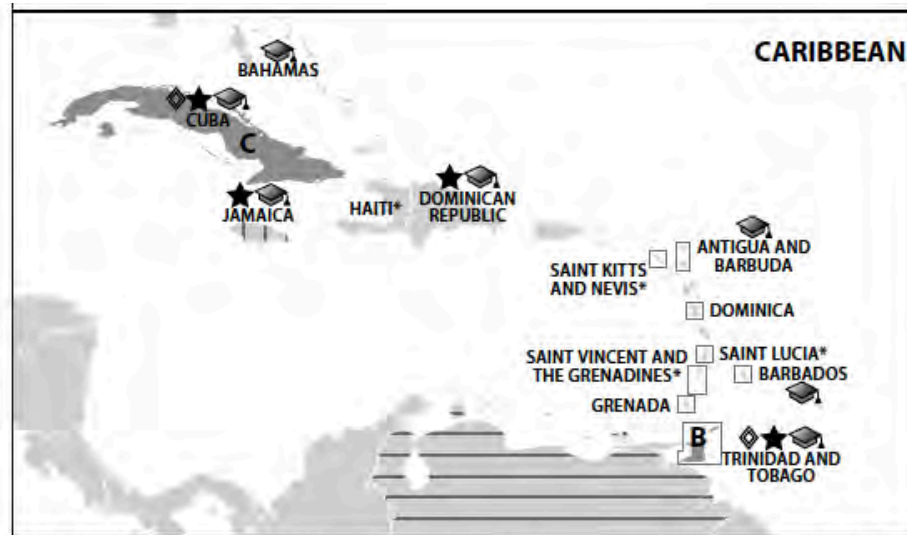 CARIBBEAN
BAHAMAS
CUBA
C
JAMAICA
HAITI*
DOMINICAN
REPUBLIC
ANTIGUA AND
BARBUDA
SAINT KITTS
AND NEVIS*
DOMINICA
SAINT VINCENT AND
THE GRENADINES*
SAINT LUCIA*
BARBADOS
GRENADA
B
TRINIDAD AND
TOBAGO